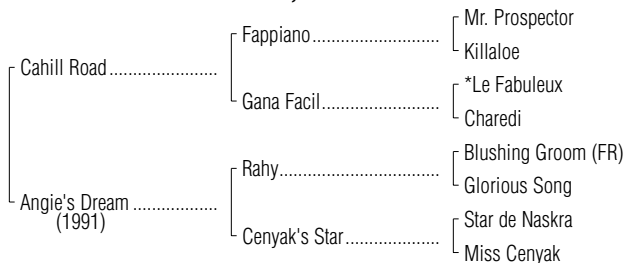 Mr. Prospector
Fappiano
Killaloe
Cahill Road
*Le Fabuleux
Gana Facil
Charedi
Blushing Groom (FR)
Rahy
Glorious Song
Angie's Dream
(1991)
Star de Naskra
Cenyak's Star
Miss Cenyak